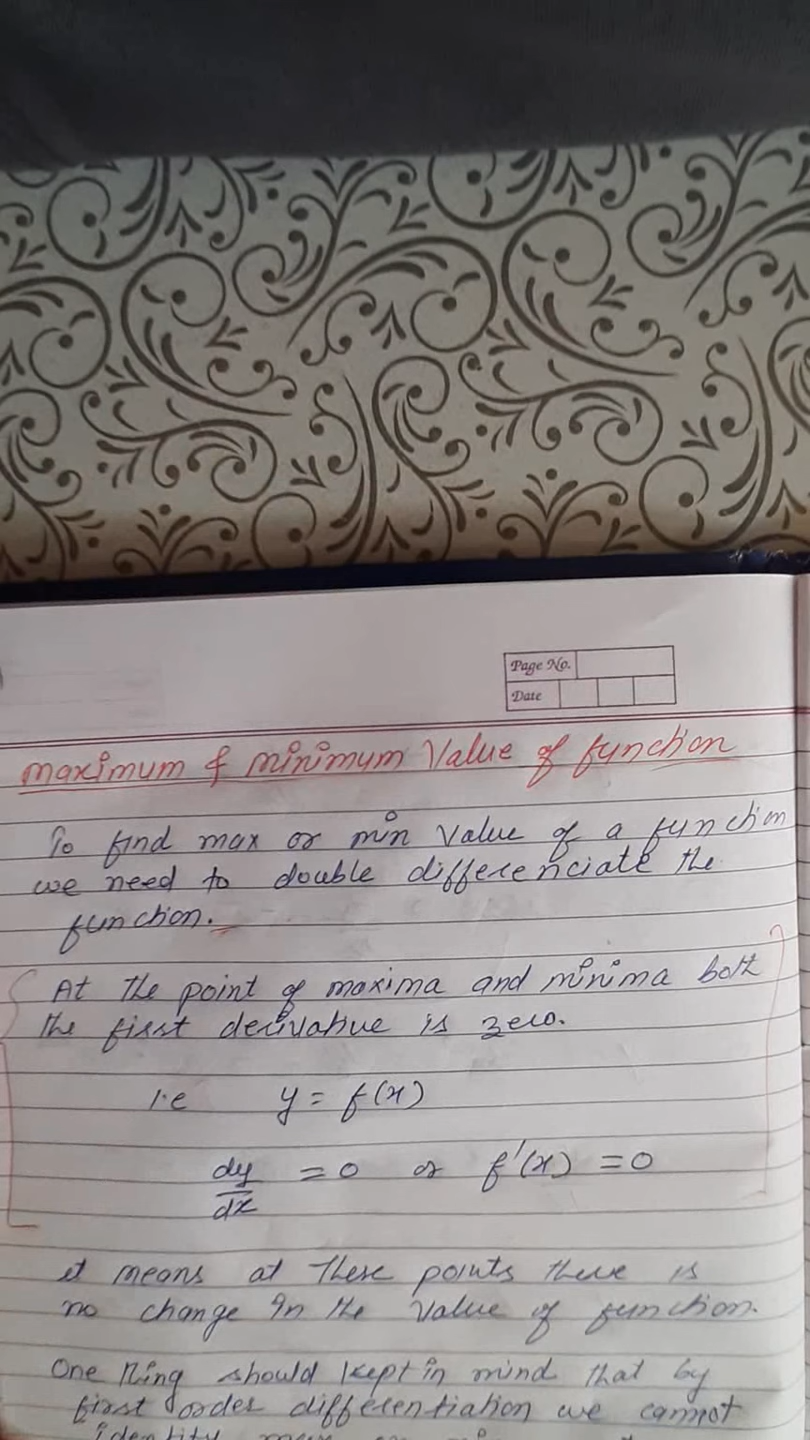 Page No.
Date
Maximum & minimum Value of function
To find max or min value of a function
we need to double differenciate the
function.
At the point of maxima and minima both
the first derivative is zero.
i.e y = f(x)
dy/dx = 0 or f'(x) = 0
it means at these points there is
no change in the value of function.
One thing should kept in mind that by
first order differentiation we cannot
identity